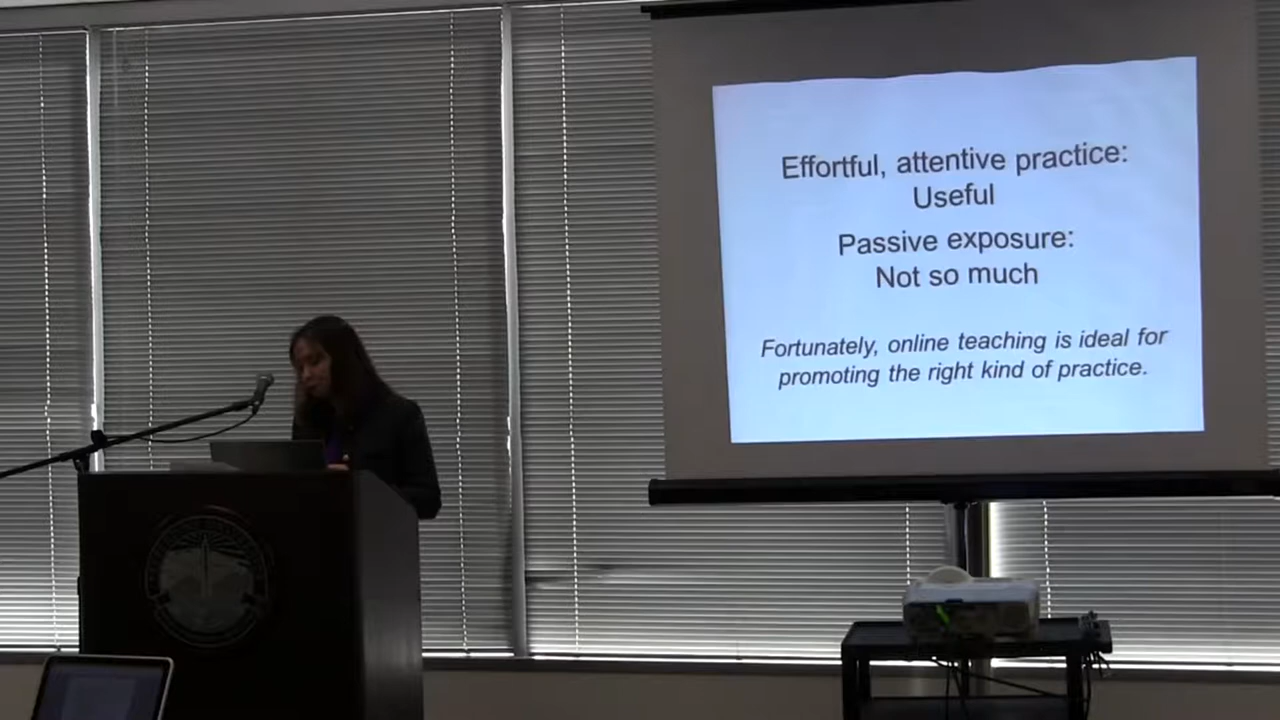 Effortful, attentive practice:
Useful
Passive exposure:
Not so much
Fortunately, online teaching is ideal for
promoting the right kind of practice.